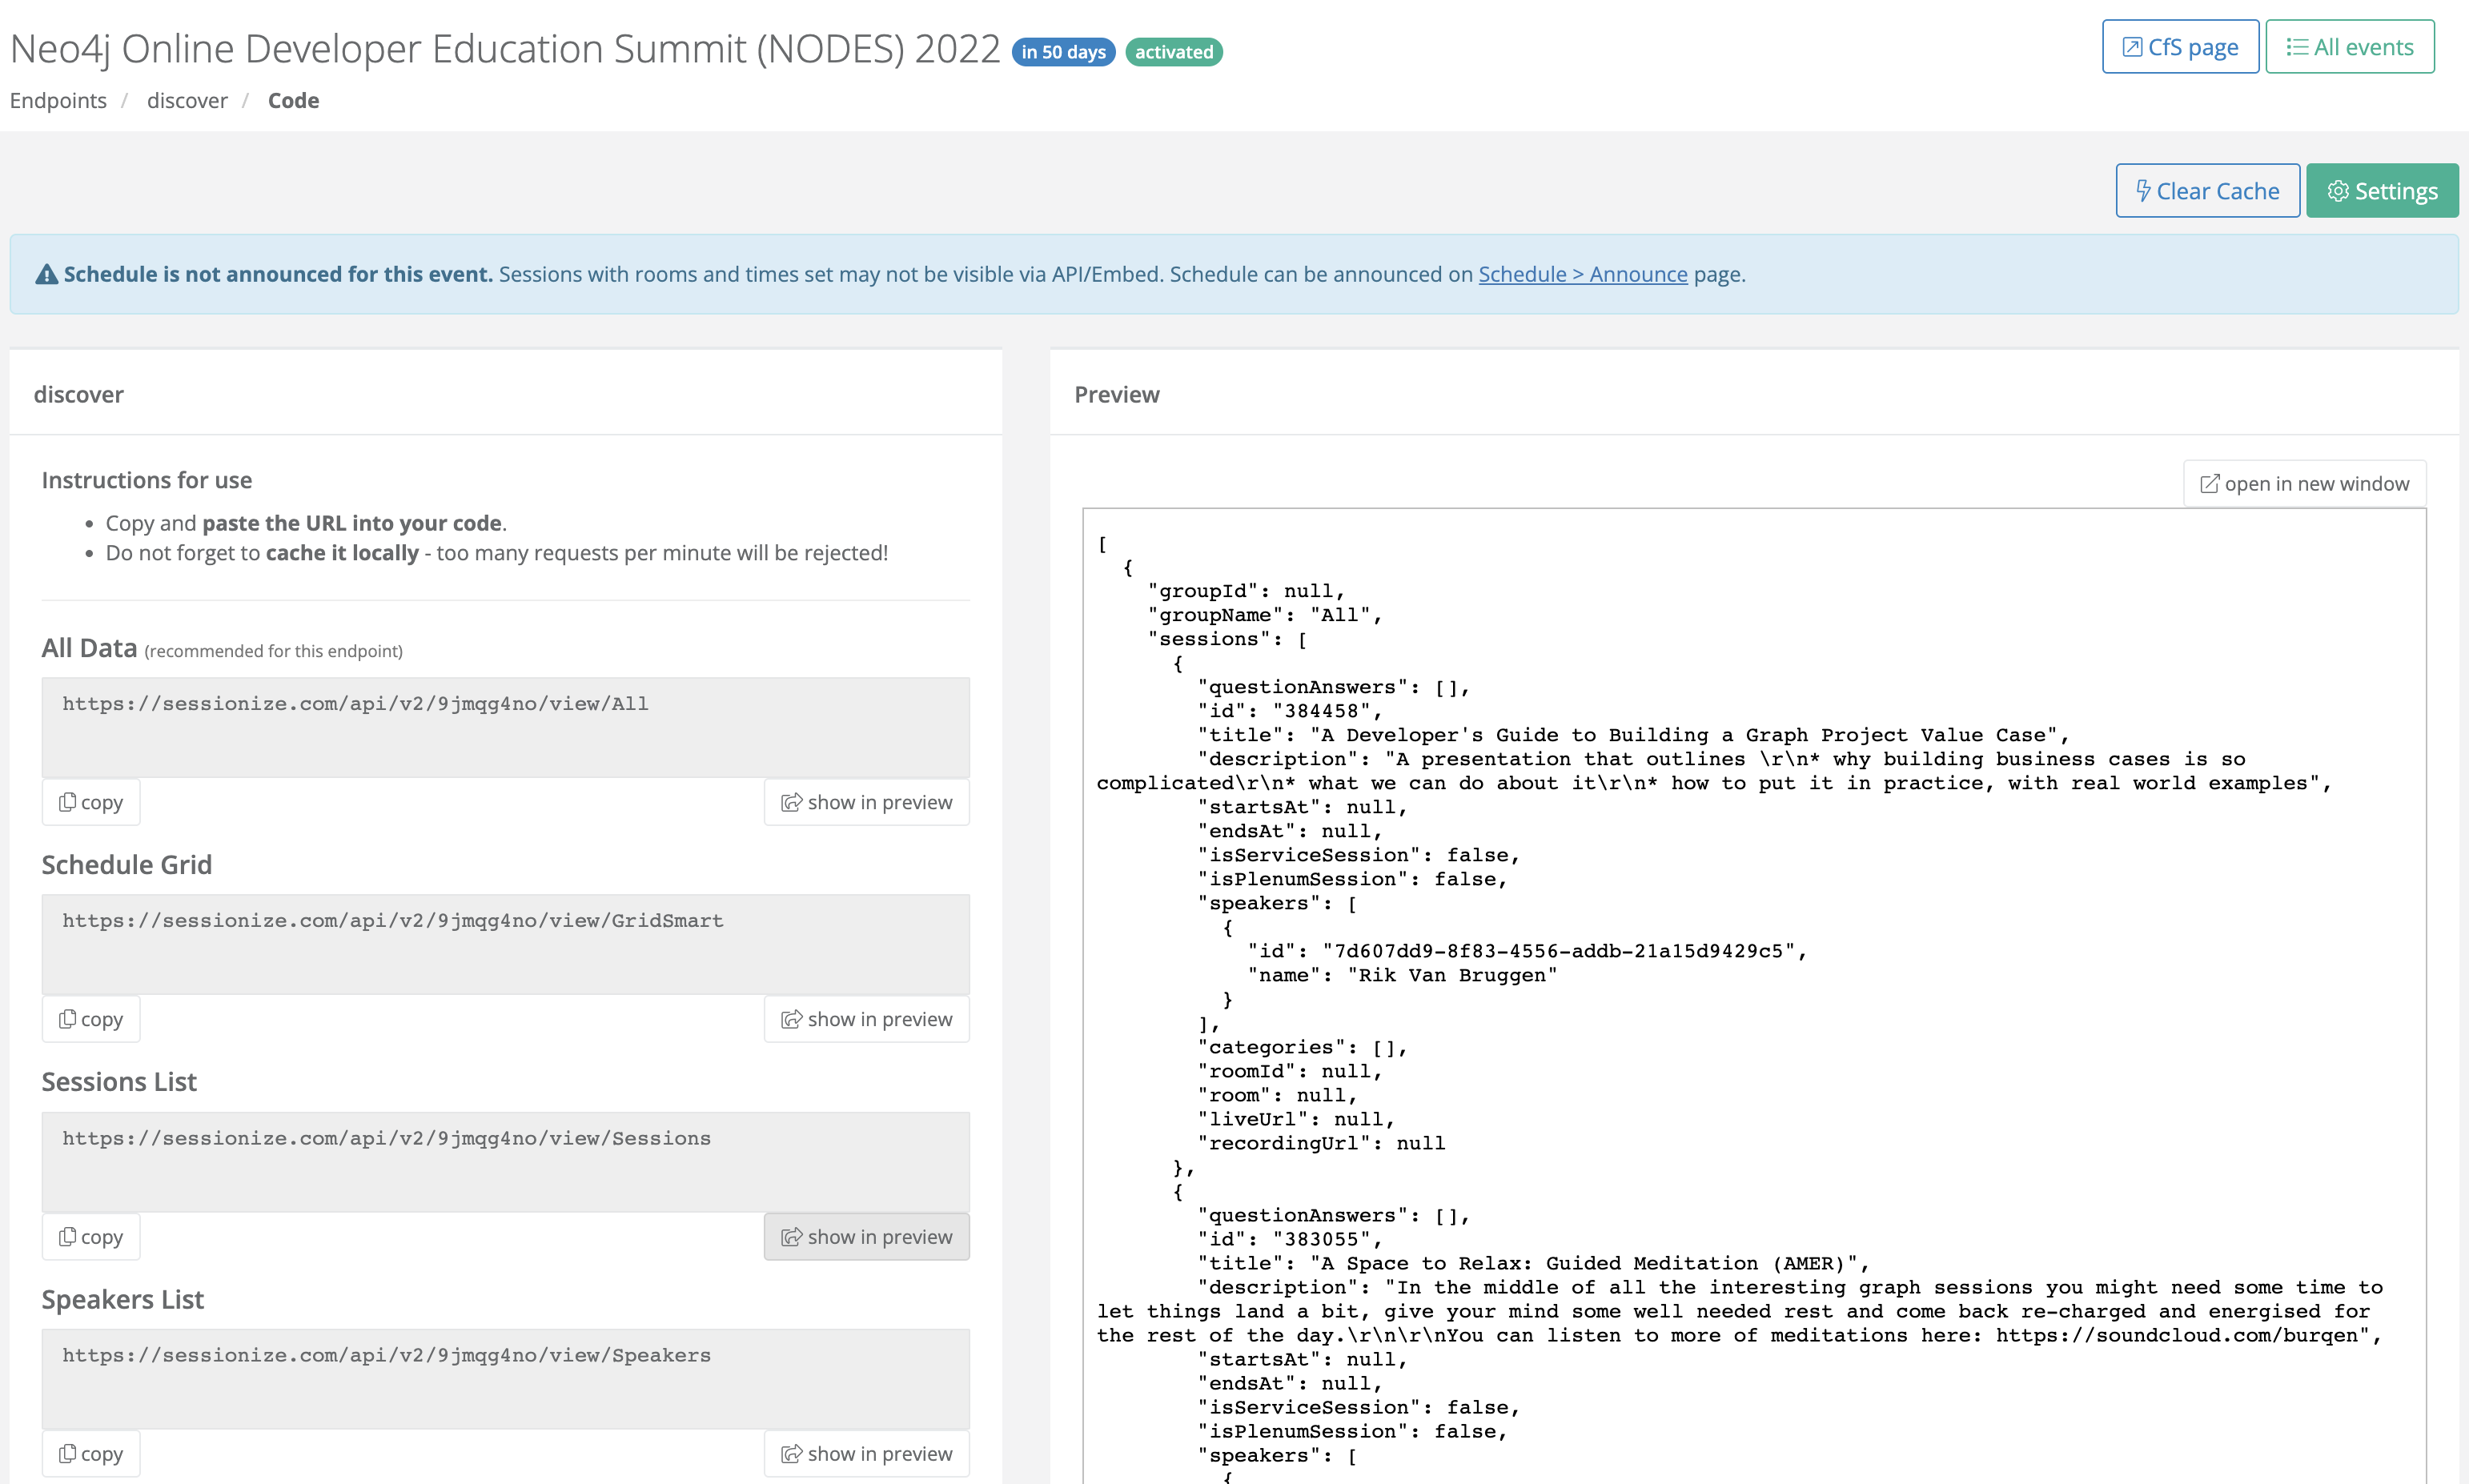 Neo4j Online Developer Education Summit (NODES) 2022 in 50 days activated
CfS page All events
Endpoints / discover / Code
Clear Cache Settings
Schedule is not announced for this event. Sessions with rooms and times set may not be visible via API/Embed. Schedule can be announced on Schedule > Announce page.
discover
Instructions for use
• Copy and paste the URL into your code.
• Do not forget to cache it locally - too many requests per minute will be rejected!
All Data (recommended for this endpoint)
https://sessionize.com/api/v2/9jmqg4no/view/All
copy show in preview
Schedule Grid
https://sessionize.com/api/v2/9jmqg4no/view/GridSmart
copy show in preview
Sessions List
https://sessionize.com/api/v2/9jmqg4no/view/Sessions
copy show in preview
Speakers List
https://sessionize.com/api/v2/9jmqg4no/view/Speakers
copy show in preview
Preview
open in new window
[
  {
    "groupId": null,
    "groupName": "All",
    "sessions": [
      {
        "questionAnswers": [],
        "id": "384458",
        "title": "A Developer's Guide to Building a Graph Project Value Case",
        "description": "A presentation that outlines \r\n* why building business cases is so
complicated\r\n* what we can do about it\r\n* how to put it in practice, with real world examples",
        "startsAt": null,
        "endsAt": null,
        "isServiceSession": false,
        "isPlenumSession": false,
        "speakers": [
          {
            "id": "7d607dd9-8f83-4556-addb-21a15d9429c5",
            "name": "Rik Van Bruggen"
          }
        ],
        "categories": [],
        "roomId": null,
        "room": null,
        "liveUrl": null,
        "recordingUrl": null
      },
      {
        "questionAnswers": [],
        "id": "383055",
        "title": "A Space to Relax: Guided Meditation (AMER)",
        "description": "In the middle of all the interesting graph sessions you might need some time to
let things land a bit, give your mind some well needed rest and come back re-charged and energised for
the rest of the day.\r\n\r\nYou can listen to more of meditations here: https://soundcloud.com/burqen",
        "startsAt": null,
        "endsAt": null,
        "isServiceSession": false,
        "isPlenumSession": false,
        "speakers": [
          {